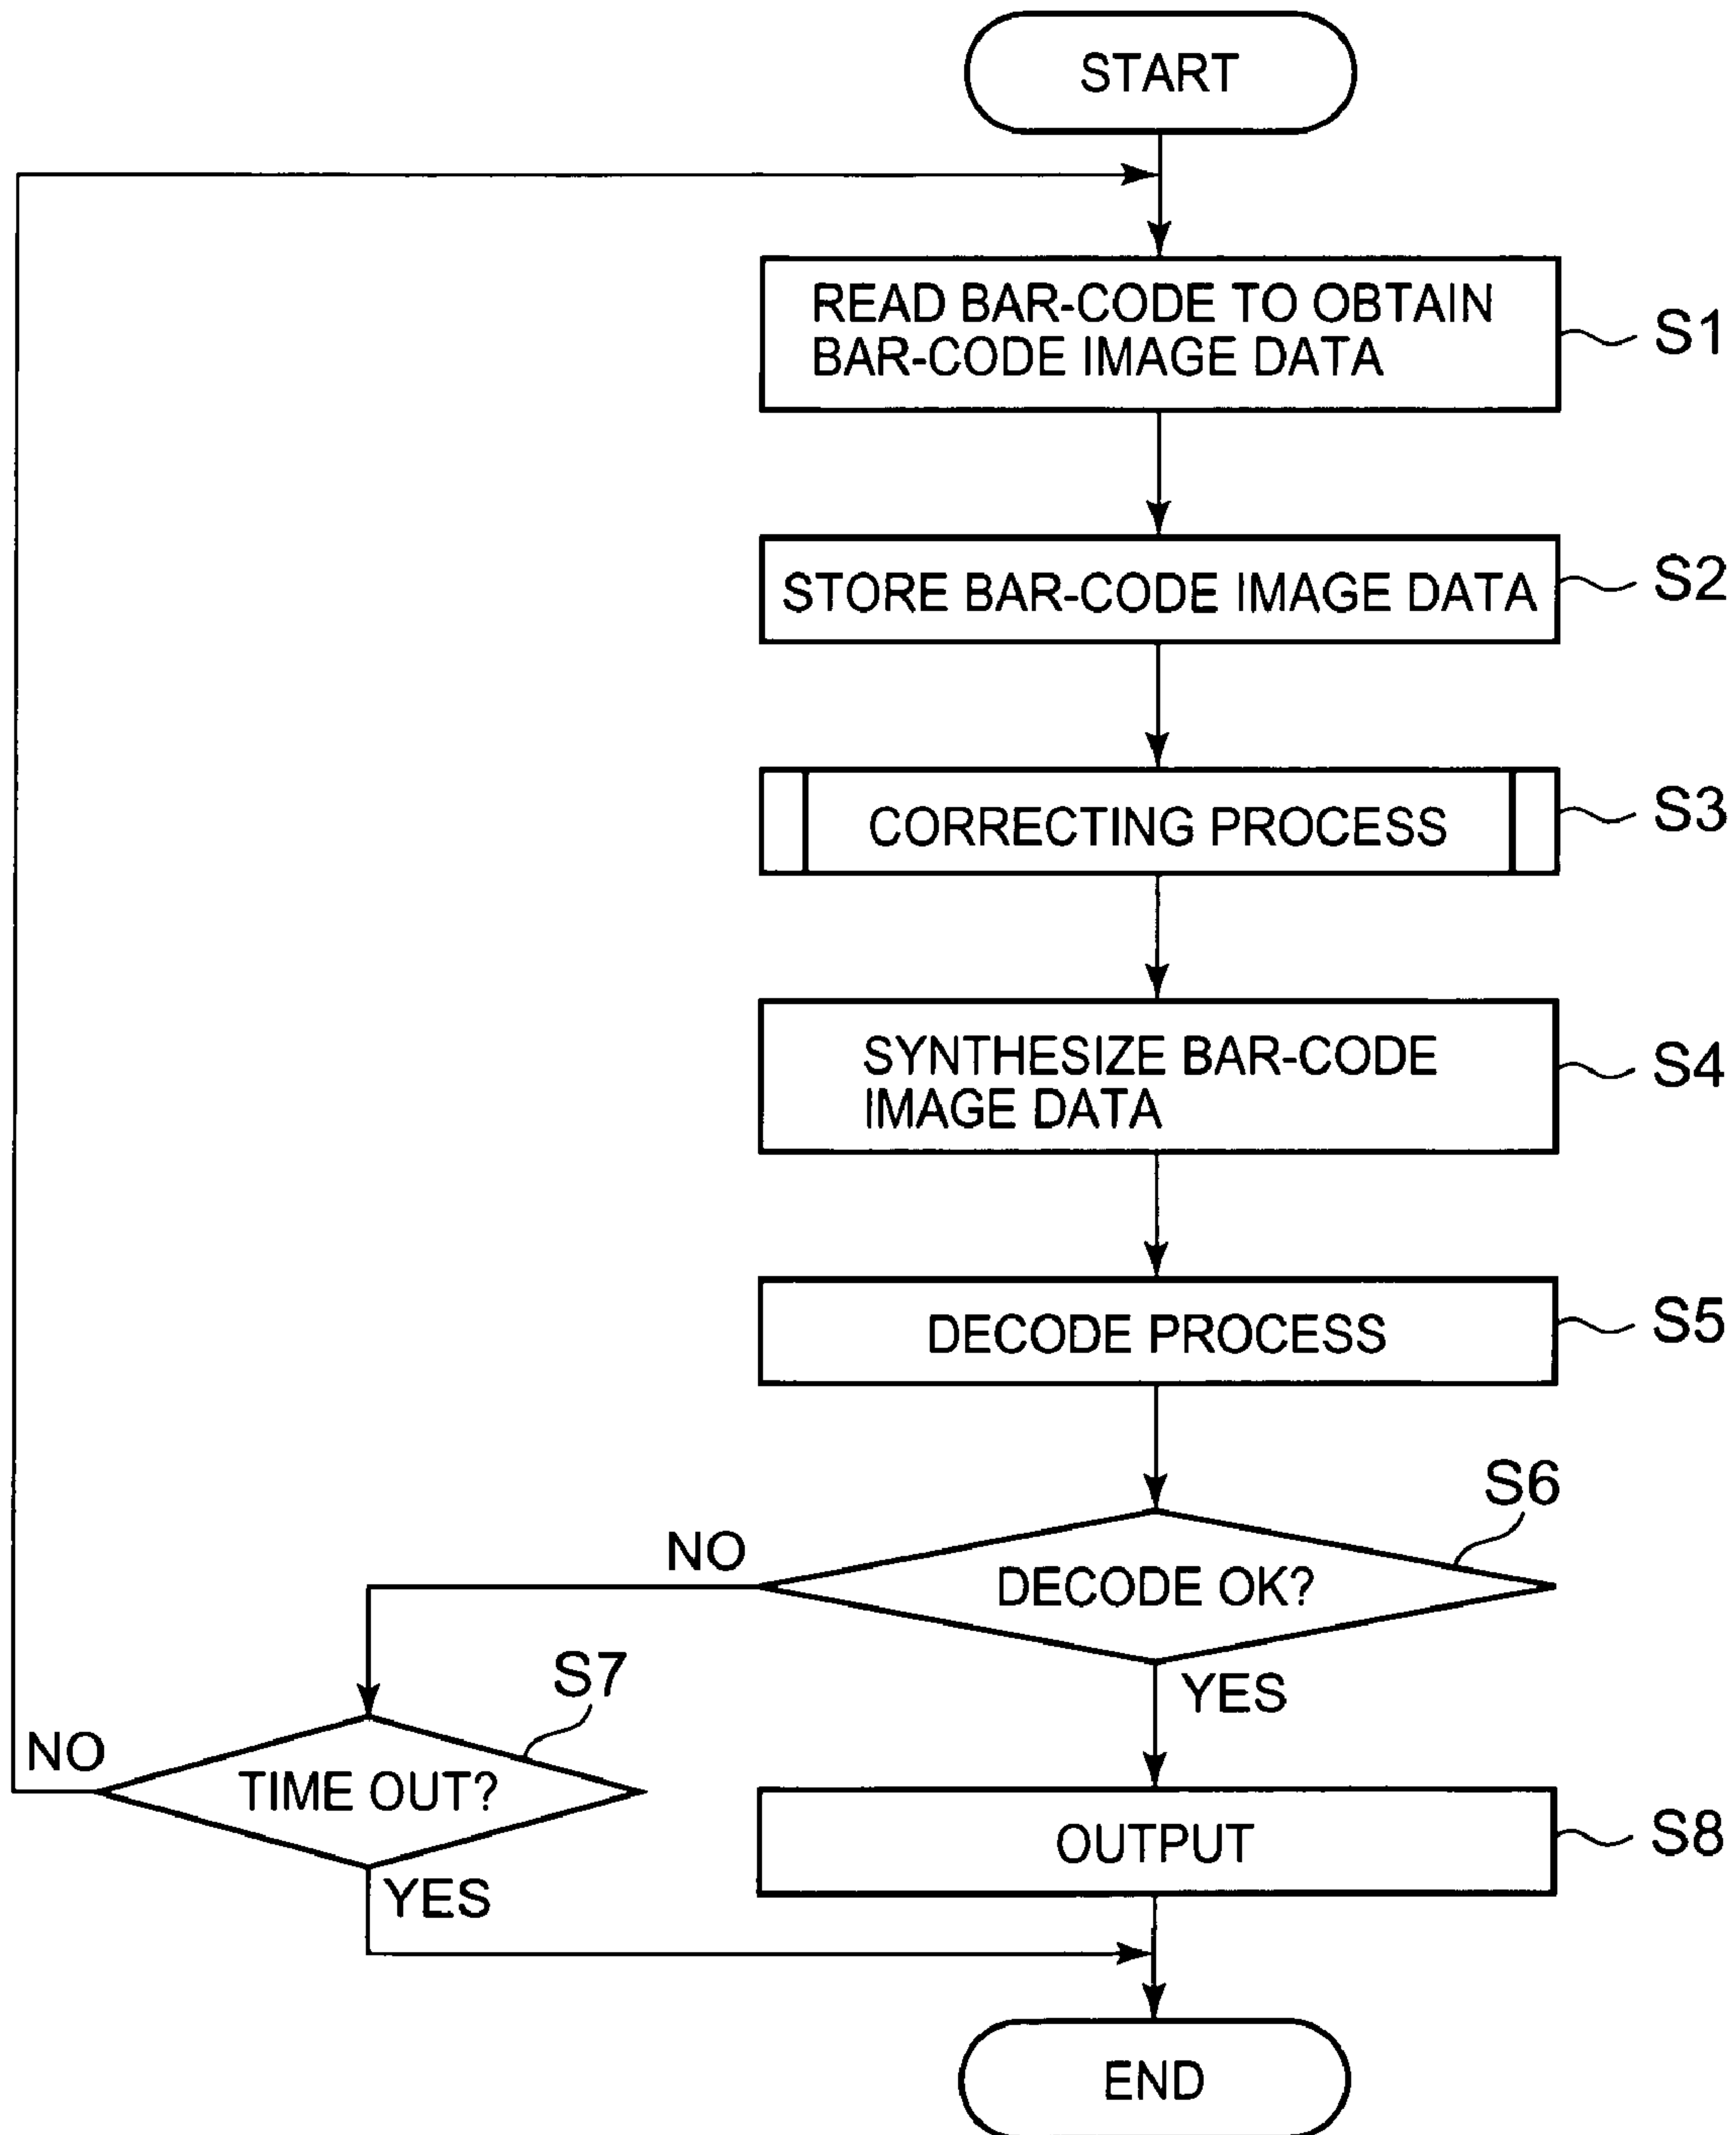 START
READ BAR-CODE TO OBTAIN
BAR-CODE IMAGE DATA
S1
STORE BAR-CODE IMAGE DATA
S2
CORRECTING PROCESS
S3
SYNTHESIZE BAR-CODE
IMAGE DATA
S4
DECODE PROCESS
S5
S6
NO
DECODE OK?
YES
S7
NO
TIME OUT?
YES
OUTPUT
S8
END